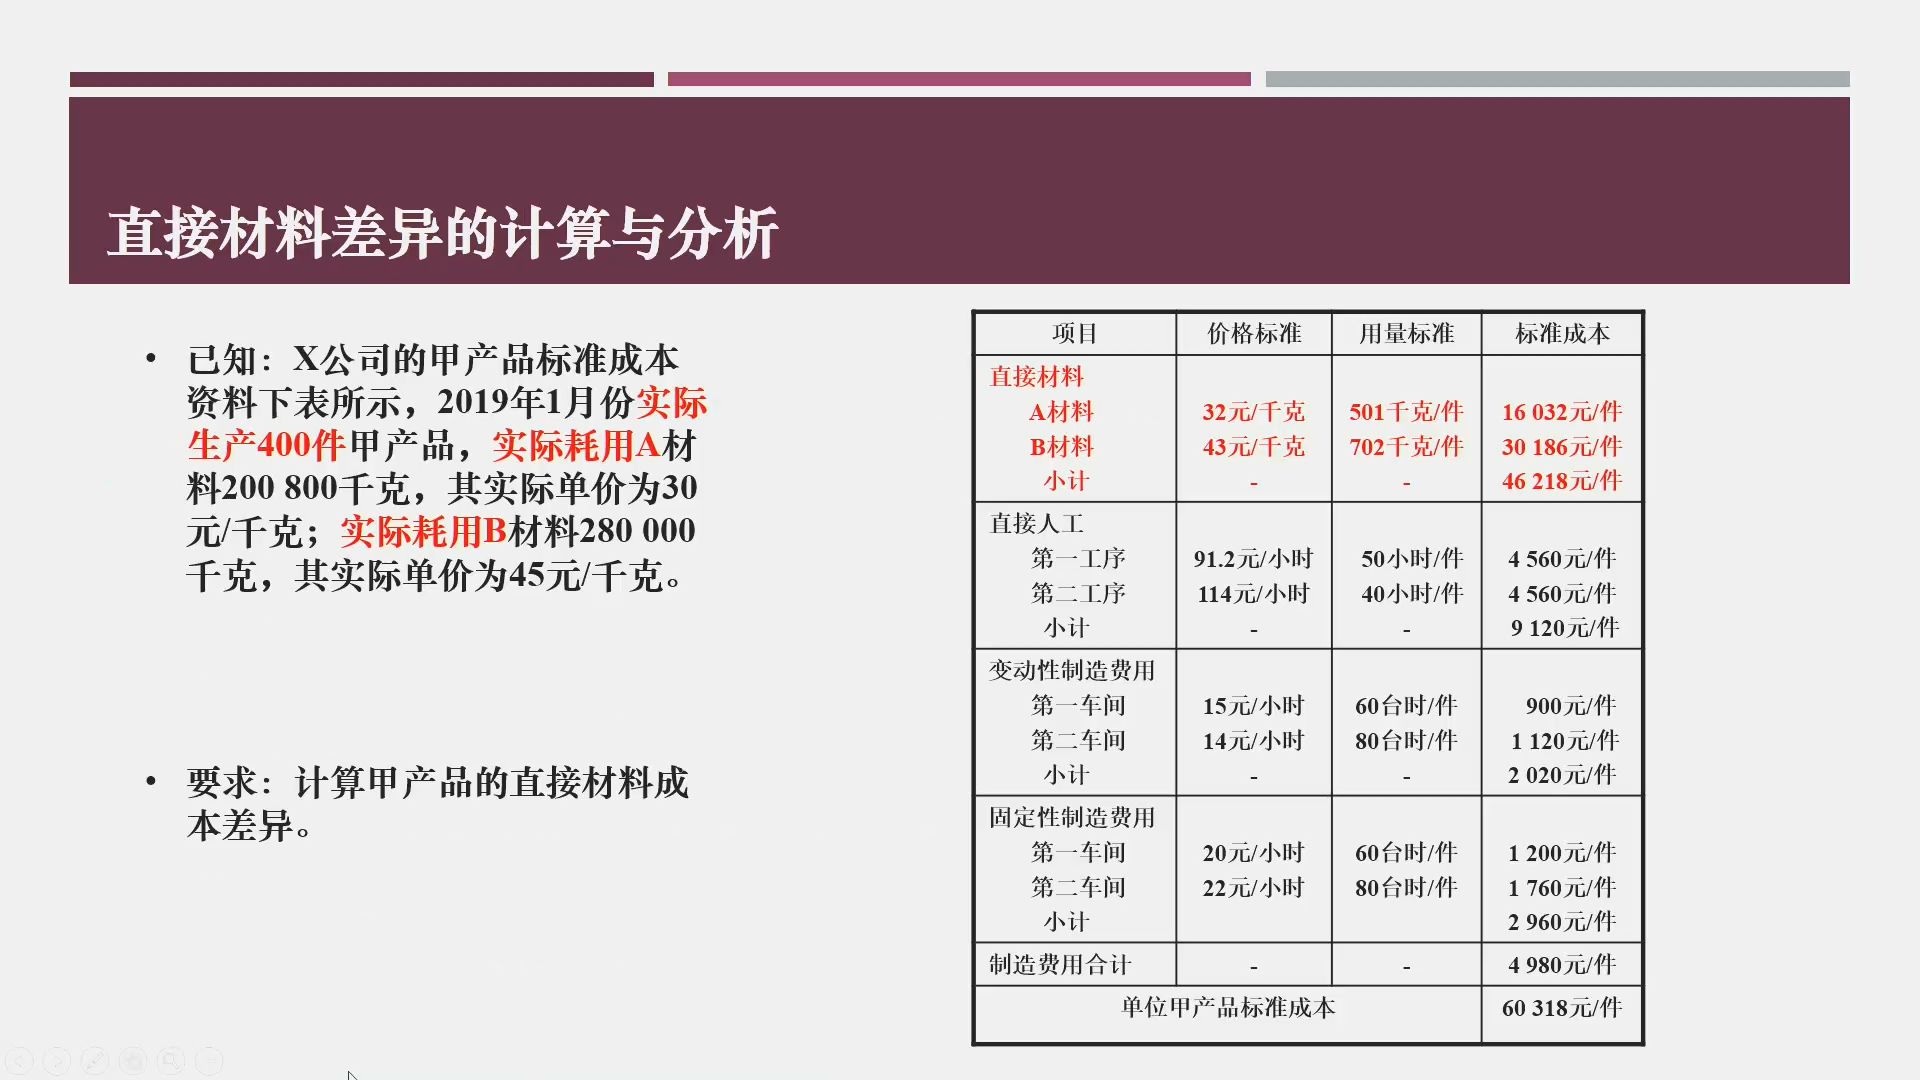 直接材料差异的计算与分析
• 已知：X公司的甲产品标准成本
资料下表所示，2019年1月份实际
生产400件甲产品，实际耗用A材
料200 800千克，其实际单价为30
元/千克；实际耗用B材料280 000
千克，其实际单价为45元/千克。
• 要求：计算甲产品的直接材料成
本差异。
项目 价格标准 用量标准 标准成本
直接材料
A材料 32元/千克 501千克/件 16 032元/件
B材料 43元/千克 702千克/件 30 186元/件
小计 - - 46 218元/件
直接人工
第一工序 91.2元/小时 50小时/件 4 560元/件
第二工序 114元/小时 40小时/件 4 560元/件
小计 - - 9 120元/件
变动性制造费用
第一车间 15元/小时 60台时/件 900元/件
第二车间 14元/小时 80台时/件 1 120元/件
小计 - - 2 020元/件
固定性制造费用
第一车间 20元/小时 60台时/件 1 200元/件
第二车间 22元/小时 80台时/件 1 760元/件
小计 2 960元/件
制造费用合计 - - 4 980元/件
单位甲产品标准成本 60 318元/件